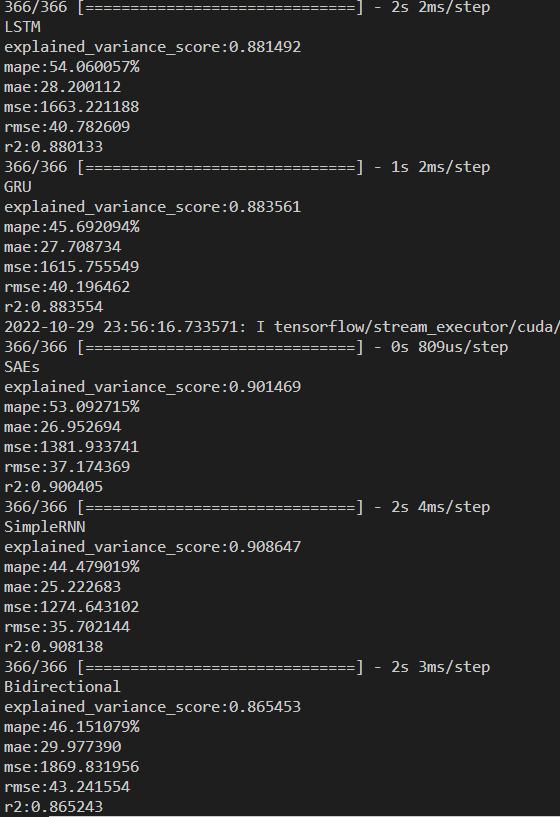 366/366 [==============================] - 2s 2ms/step
LSTM
explained_variance_score:0.881492
mape:54.060057%
mae:28.200112
mse:1663.221188
rmse:40.782609
r2:0.880133
366/366 [==============================] - 1s 2ms/step
GRU
explained_variance_score:0.883561
mape:45.692094%
mae:27.708734
mse:1615.755549
rmse:40.196462
r2:0.883554
2022-10-29 23:56:16.733571: I tensorflow/stream_executor/cuda/
366/366 [==============================] - 0s 809us/step
SAEs
explained_variance_score:0.901469
mape:53.092715%
mae:26.952694
mse:1381.933741
rmse:37.174369
r2:0.900405
366/366 [==============================] - 2s 4ms/step
SimpleRNN
explained_variance_score:0.908647
mape:44.479019%
mae:25.222683
mse:1274.643102
rmse:35.702144
r2:0.908138
366/366 [==============================] - 2s 3ms/step
Bidirectional
explained_variance_score:0.865453
mape:46.151079%
mae:29.977390
mse:1869.831956
rmse:43.241554
r2:0.865243